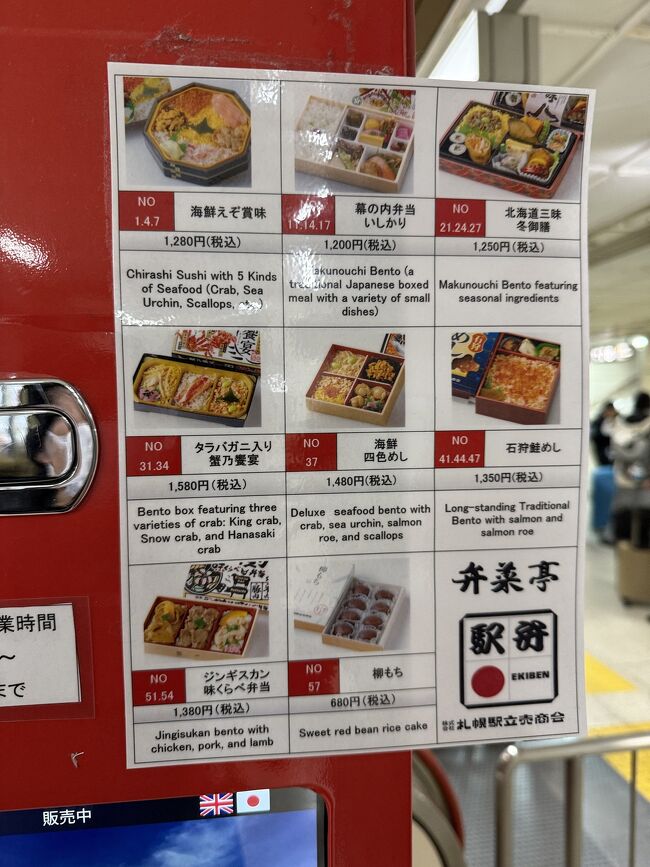 NO
1.4.7
海鮮えぞ賞味
1,280円(税込)
Chirashi Sushi with 5 Kinds
of Seafood (Crab, Sea
Urchin, Scallops,
NO
11.14.17
幕の内弁当
いしかり
1,200円(税込)
Makunouchi Bento (a
traditional Japanese boxed
meal with a variety of small
dishes)
NO
21.24.27
北海道三昧
冬御膳
1,250円(税込)
Makunouchi Bento featuring
seasonal ingredients
NO
31.34
タラバガニ入り
蟹乃饗宴
1,580円(税込)
Bento box featuring three
varieties of crab: King crab,
Snow crab, and Hanasaki
crab
NO
37
海鮮
四色めし
1,480円(税込)
Deluxe seafood bento with
crab, sea urchin, salmon
roe, and scallops
NO
41.44.47
石狩鮭めし
1,350円(税込)
Long-standing Traditional
Bento with salmon and
salmon roe
NO
51.54
ジンギスカン
味くらべ弁当
1,380円(税込)
Jingisukan bento with
chicken, pork, and lamb
NO
57
柳もち
680円(税込)
Sweet red bean rice cake
弁菜亭
駅弁
EKIBEN
株式会社 札幌駅立売商会
業時間
～
まで
販売中